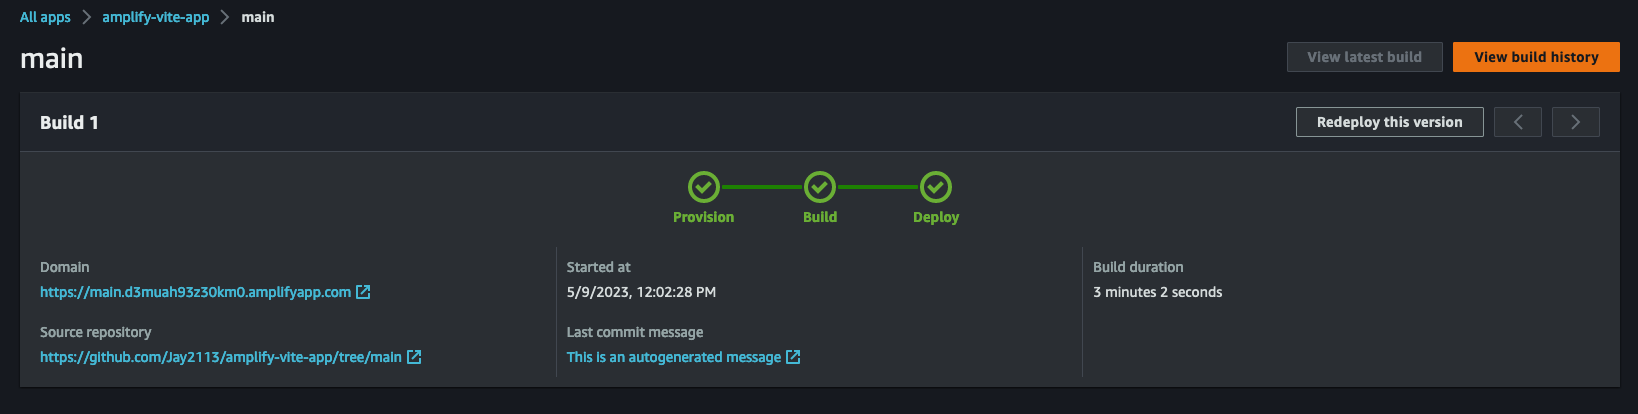 All apps > amplify-vite-app > main
main
View latest build
View build history
Build 1
Redeploy this version
Provision
Build
Deploy
Domain
https://main.d3muah93z30km0.amplifyapp.com
Source repository
https://github.com/Jay2113/amplify-vite-app/tree/main
Started at
5/9/2023, 12:02:28 PM
Last commit message
This is an autogenerated message
Build duration
3 minutes 2 seconds